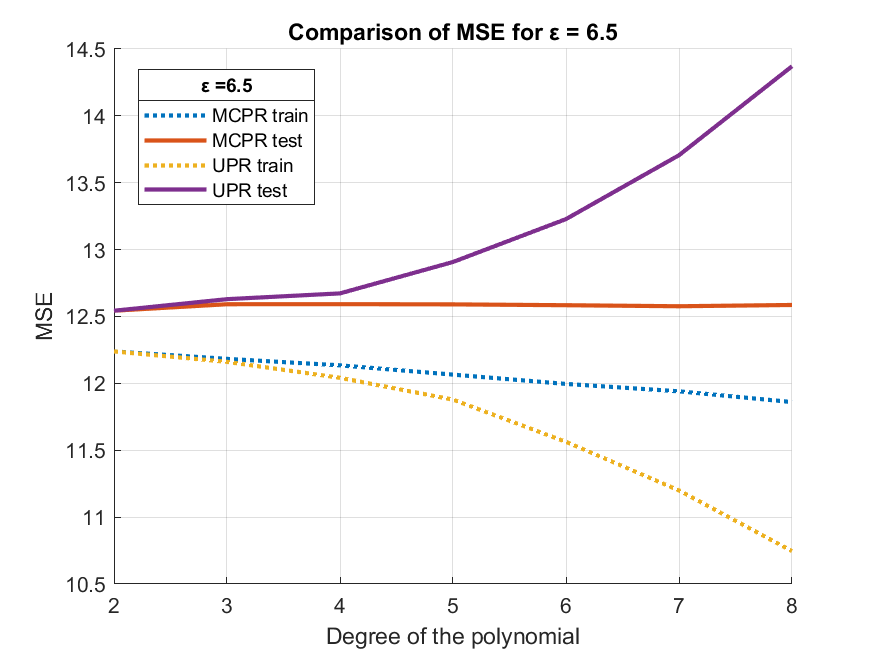 Comparison of MSE for ε = 6.5
14.5
14
13.5
13
12.5
12
11.5
11
10.5
MSE
ε =6.5
MCPR train
MCPR test
UPR train
UPR test
2 3 4 5 6 7 8
Degree of the polynomial